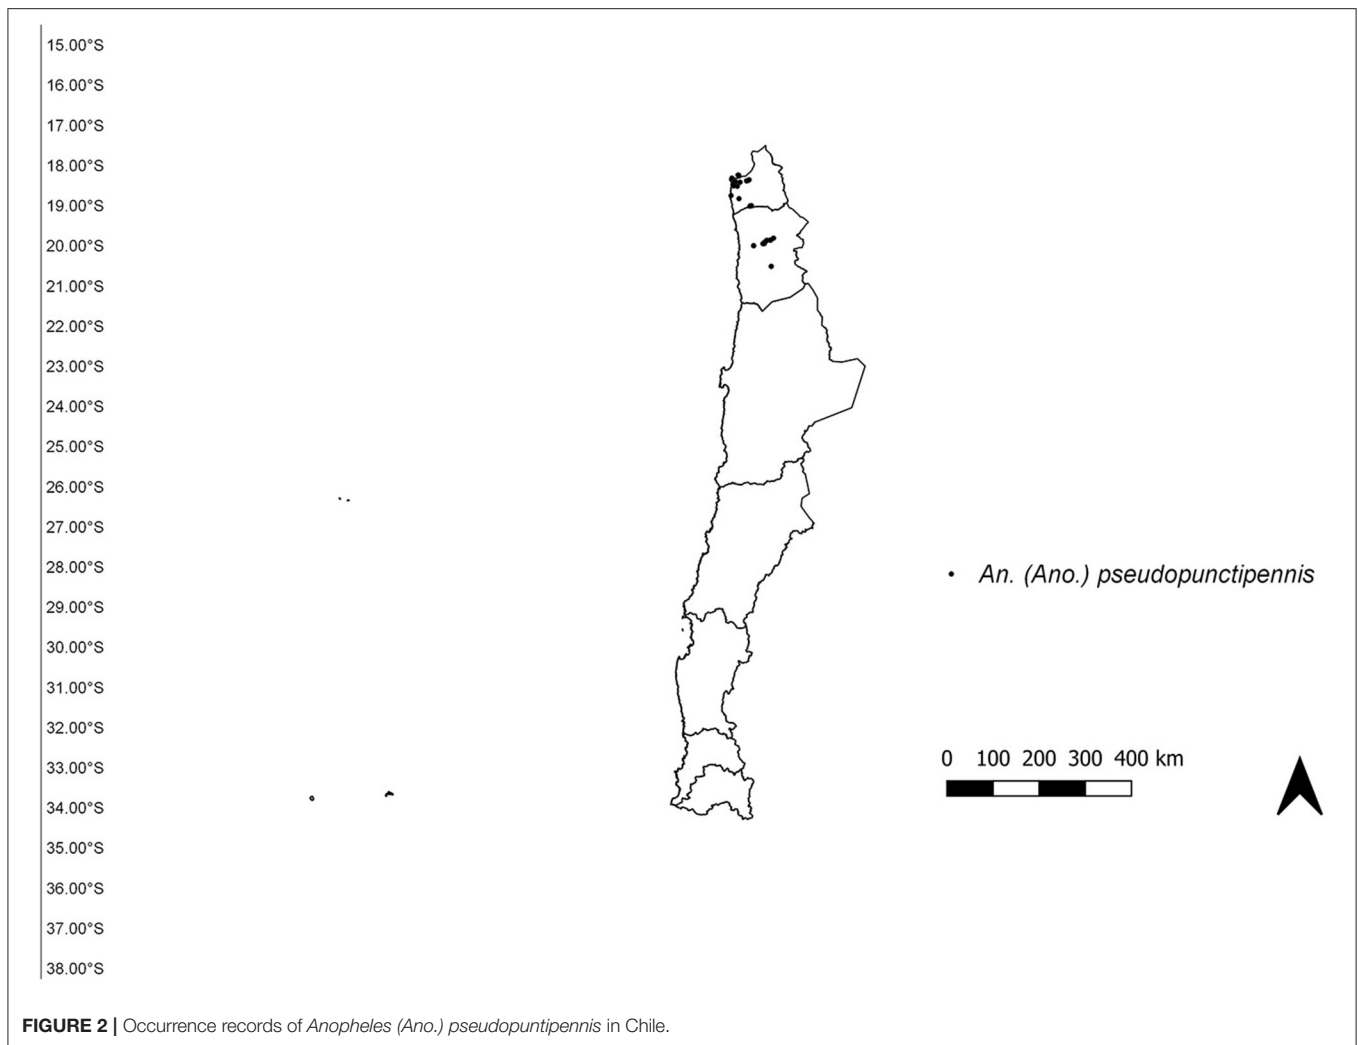 15.00°S
16.00°S
17.00°S
18.00°S
19.00°S
20.00°S
21.00°S
22.00°S
23.00°S
24.00°S
25.00°S
26.00°S
27.00°S
28.00°S
29.00°S
30.00°S
31.00°S
32.00°S
33.00°S
34.00°S
35.00°S
36.00°S
37.00°S
38.00°S
An. (Ano.) pseudopunctipennis
0 100 200 300 400 km
FIGURE 2 | Occurrence records of Anopheles (Ano.) pseudopuntipennis in Chile.